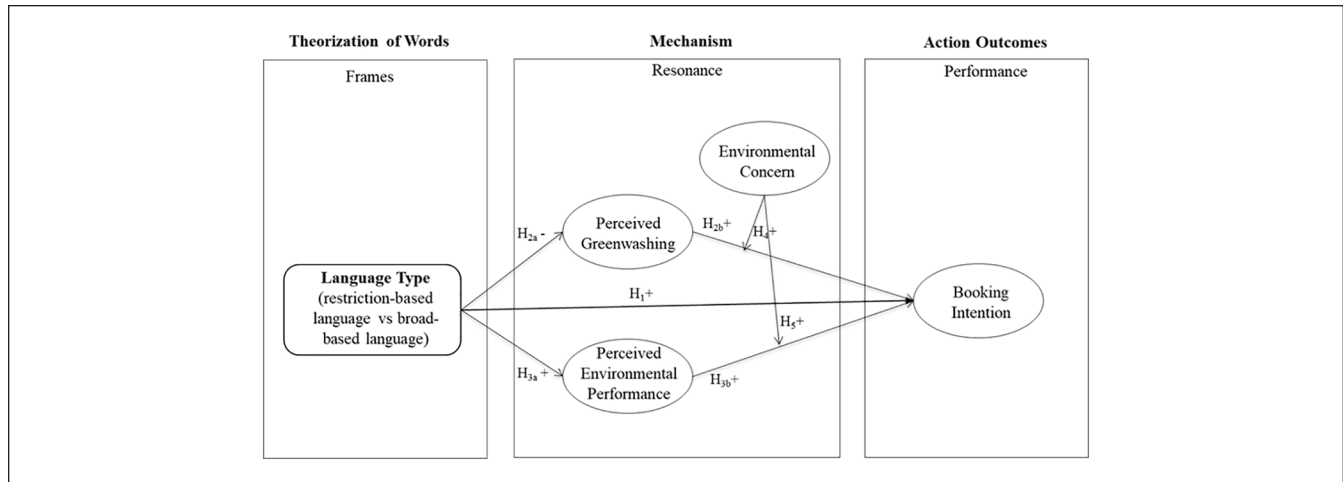 Theorization of Words
Mechanism
Action Outcomes
Frames
Resonance
Performance
Environmental
Concern
Perceived
Greenwashing
H2a -
H2b+
H4+
Language Type
(restriction-based
language vs broad-
based language)
H1+
Booking
Intention
H5+
Perceived
Environmental
Performance
H3a +
H3b+